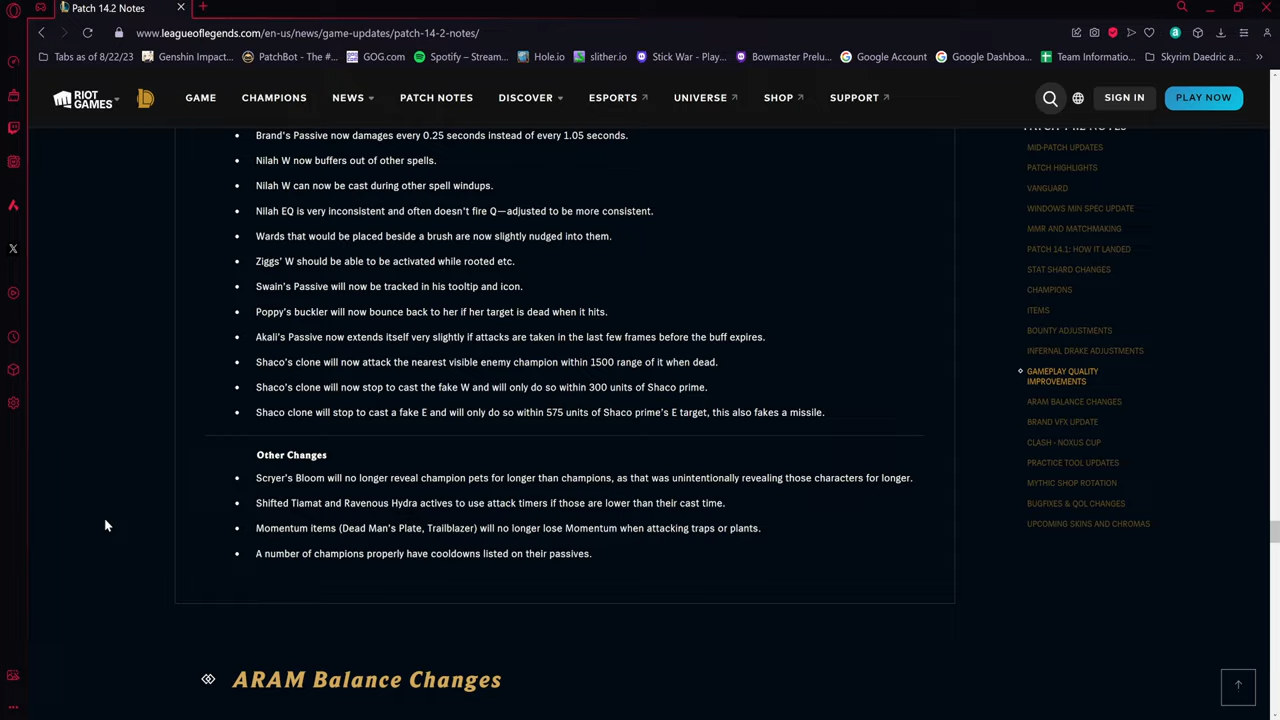 Patch 14.2 Notes
www.leagueoflegends.com/en-us/news/game-updates/patch-14-2-notes/
Tabs as of 8/22/23
Genshin Impact...
PatchBot - The #...
GOG.com
Spotify – Stream...
Hole.io
slither.io
Stick War - Play...
Bowmaster Prelu...
Google Account
Google Dashboa...
Team Informatio...
Skyrim Daedric a...
RIOT GAMES
GAME
CHAMPIONS
NEWS
PATCH NOTES
DISCOVER
ESPORTS
UNIVERSE
SHOP
SUPPORT
SIGN IN
PLAY NOW
Brand's Passive now damages every 0.25 seconds instead of every 1.05 seconds.
Nilah W now buffers out of other spells.
Nilah W can now be cast during other spell windups.
Nilah EQ is very inconsistent and often doesn't fire Q—adjusted to be more consistent.
Wards that would be placed beside a brush are now slightly nudged into them.
Ziggs' W should be able to be activated while rooted etc.
Swain's Passive will now be tracked in his tooltip and icon.
Poppy's buckler will now bounce back to her if her target is dead when it hits.
Akali's Passive now extends itself very slightly if attacks are taken in the last few frames before the buff expires.
Shaco's clone will now attack the nearest visible enemy champion within 1500 range of it when dead.
Shaco's clone will now stop to cast the fake W and will only do so within 300 units of Shaco prime.
Shaco clone will stop to cast a fake E and will only do so within 575 units of Shaco prime's E target, this also fakes a missile.
Other Changes
Scryer's Bloom will no longer reveal champion pets for longer than champions, as that was unintentionally revealing those characters for longer.
Shifted Tiamat and Ravenous Hydra actives to use attack timers if those are lower than their cast time.
Momentum items (Dead Man's Plate, Trailblazer) will no longer lose Momentum when attacking traps or plants.
A number of champions properly have cooldowns listed on their passives.
ARAM Balance Changes
MID-PATCH UPDATES
PATCH HIGHLIGHTS
VANGUARD
WINDOWS MIN SPEC UPDATE
MMR AND MATCHMAKING
PATCH 14.1: HOW IT LANDED
STAT SHARD CHANGES
CHAMPIONS
ITEMS
BOUNTY ADJUSTMENTS
INFERNAL DRAKE ADJUSTMENTS
GAMEPLAY QUALITY
IMPROVEMENTS
ARAM BALANCE CHANGES
BRAND VFX UPDATE
CLASH - NOXUS CUP
PRACTICE TOOL UPDATES
MYTHIC SHOP ROTATION
BUGFIXES & QOL CHANGES
UPCOMING SKINS AND CHROMAS